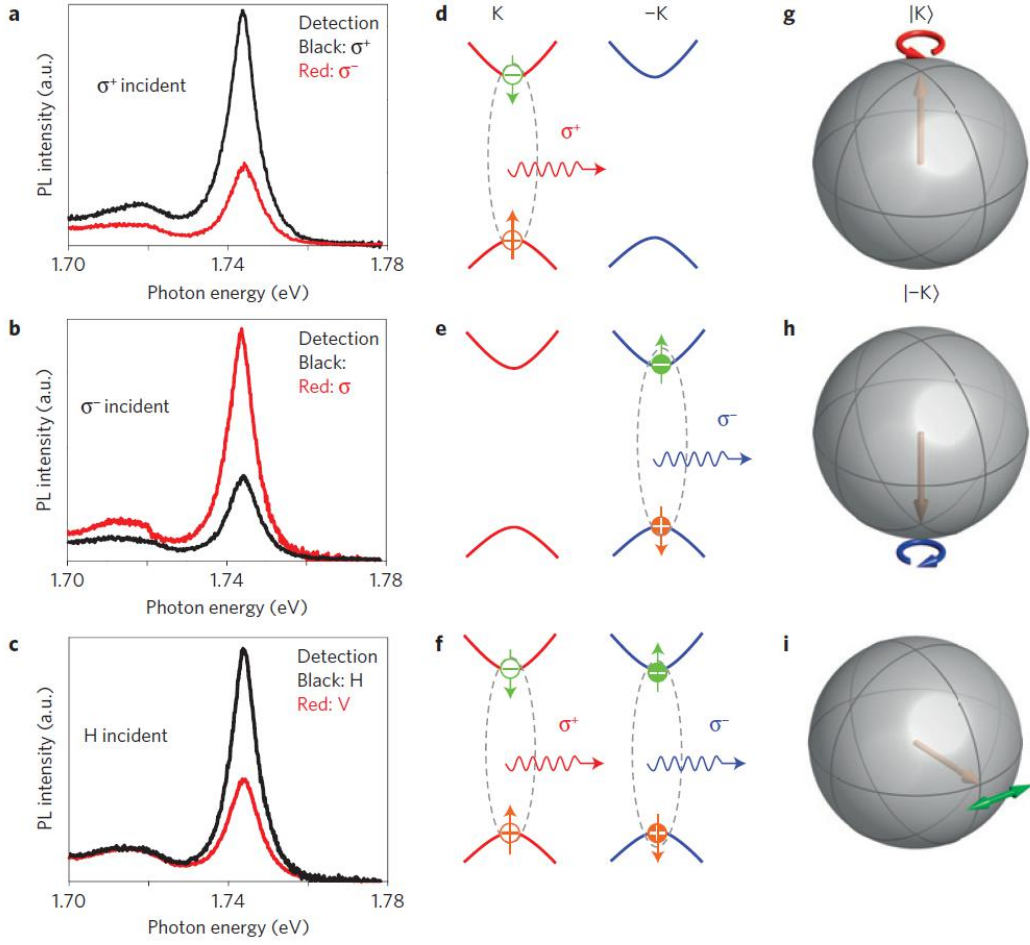 a
Detection
Black: σ⁺
Red: σ⁻
σ⁺ incident
PL intensity (a.u.)
1.70
1.74
1.78
Photon energy (eV)
d
K
−K
σ⁺
g
|K⟩
b
Detection
Black:
Red: σ
σ⁻ incident
PL intensity (a.u.)
1.70
1.74
1.78
Photon energy (eV)
e
σ⁻
|−K⟩
h
c
Detection
Black: H
Red: V
H incident
PL intensity (a.u.)
1.70
1.74
1.78
Photon energy (eV)
f
σ⁺
σ⁻
i